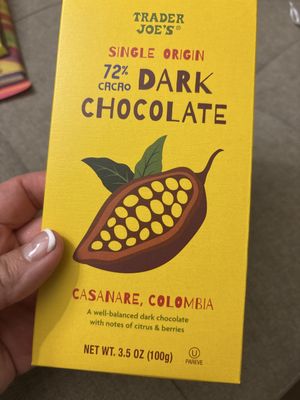 TRADER
JOE'S®
SINGLE ORIGIN
72% CACAO DARK
CHOCOLATE
CASANARE, COLOMBIA
A well-balanced dark chocolate
with notes of citrus & berries
NET WT. 3.5 OZ (100g)
U
PAREVE